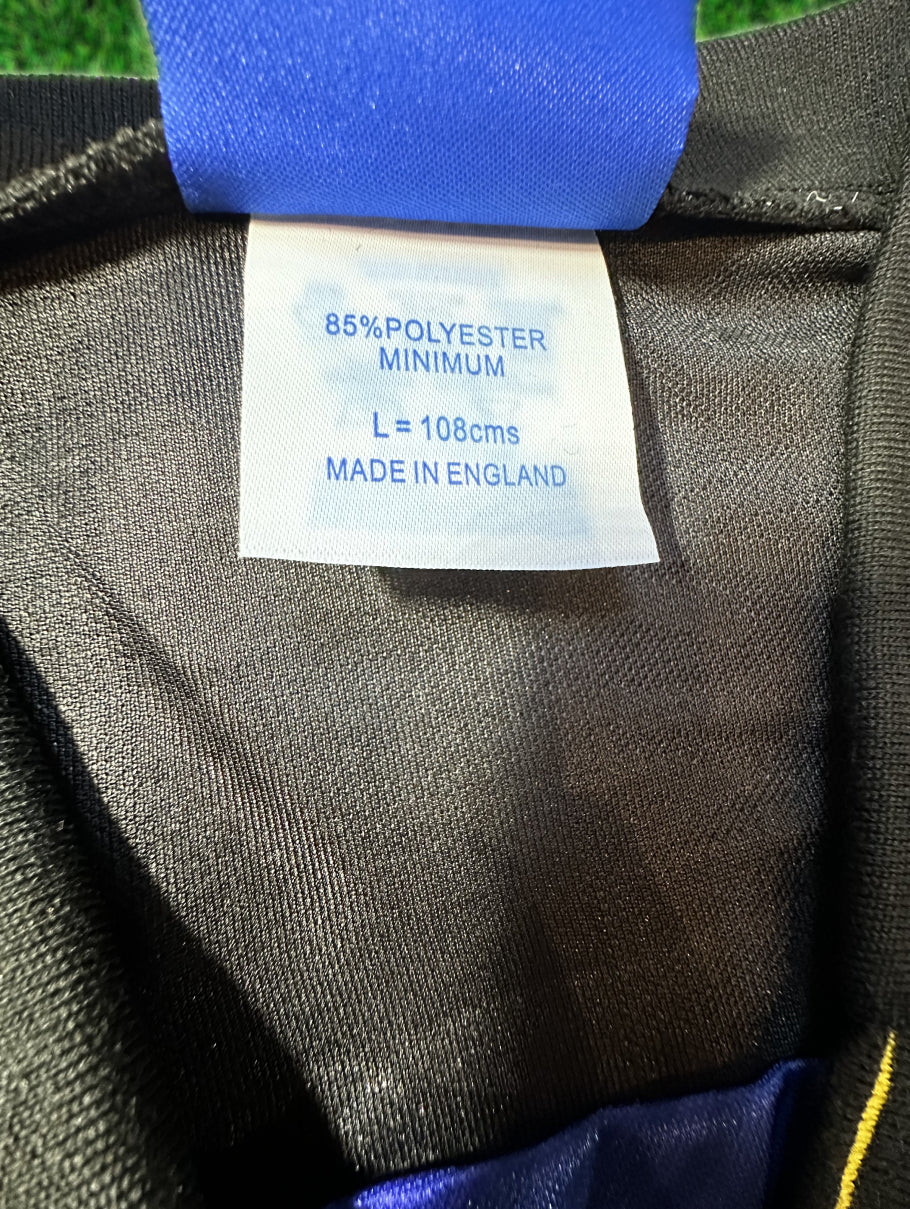 85%POLYESTER
MINIMUM
L = 108cms
MADE IN ENGLAND